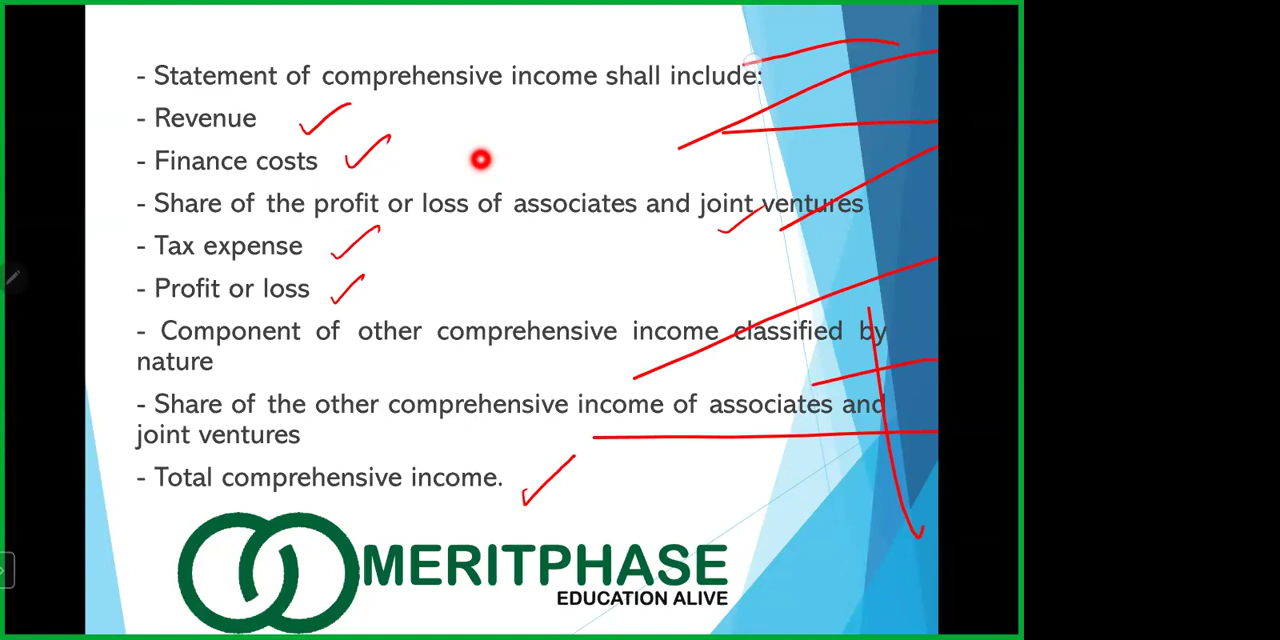 - Statement of comprehensive income shall include:
- Revenue
- Finance costs
- Share of the profit or loss of associates and joint ventures
- Tax expense
- Profit or loss
- Component of other comprehensive income classified by
nature
- Share of the other comprehensive income of associates and
joint ventures
- Total comprehensive income.
MERITPHASE
EDUCATION ALIVE